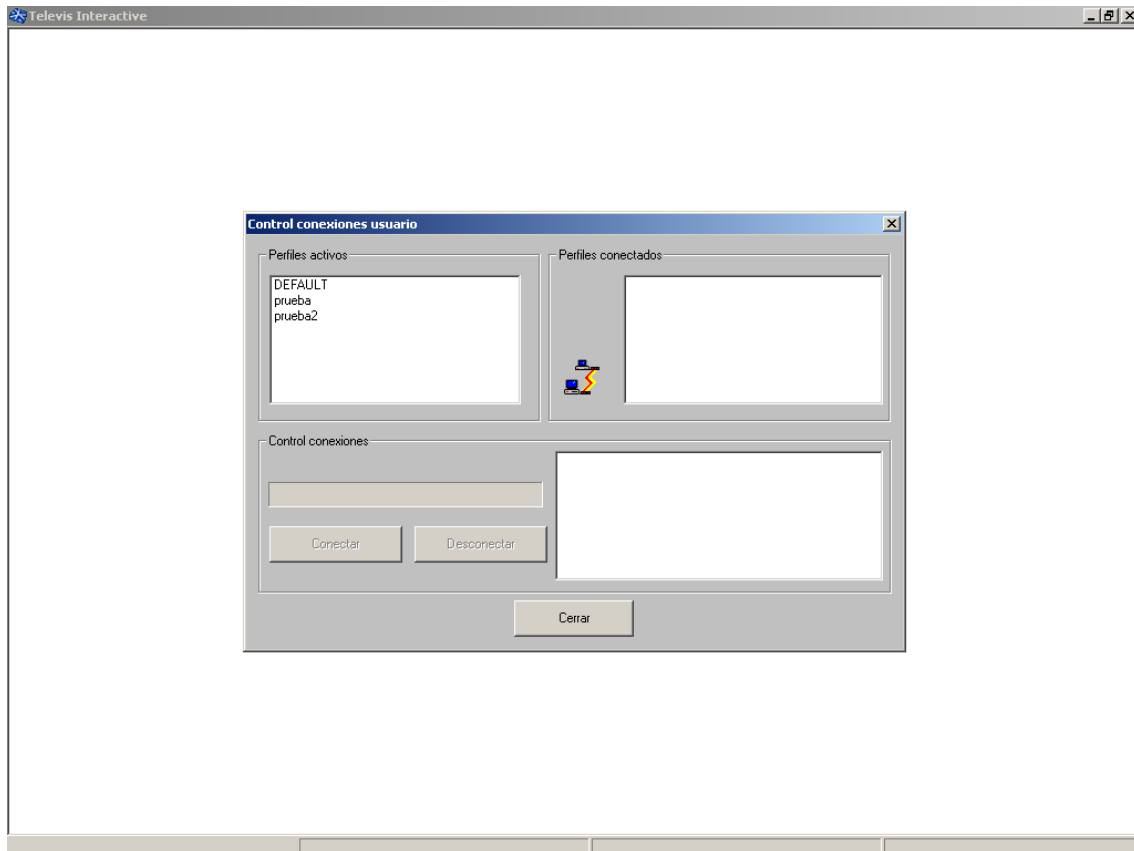 Televis Interactive
Control conexiones usuario
Perfiles activos
DEFAULT
prueba
prueba2
Perfiles conectados
Control conexiones
Conectar
Desconectar
Cerrar